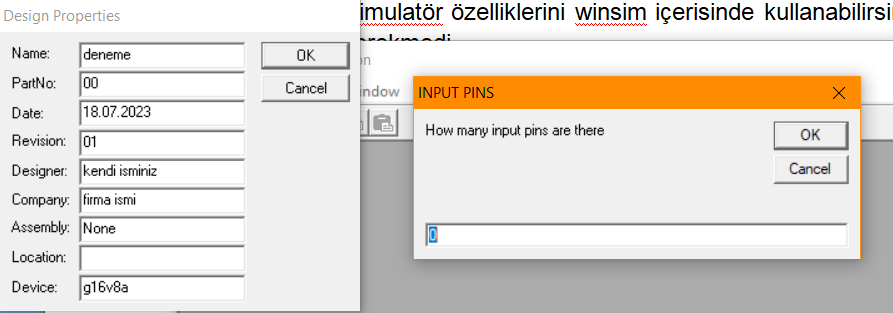 Design Properties
Name: deneme
OK
PartNo: 00
Cancel
Date: 18.07.2023
Revision: 01
Designer: kendi isminiz
Company: firma ismi
Assembly: None
Location:
Device: g16v8a
imulatör özelliklerini winsim içerisinde kullanabilirsi
on
indow
INPUT PINS
How many input pins are there
OK
Cancel
0